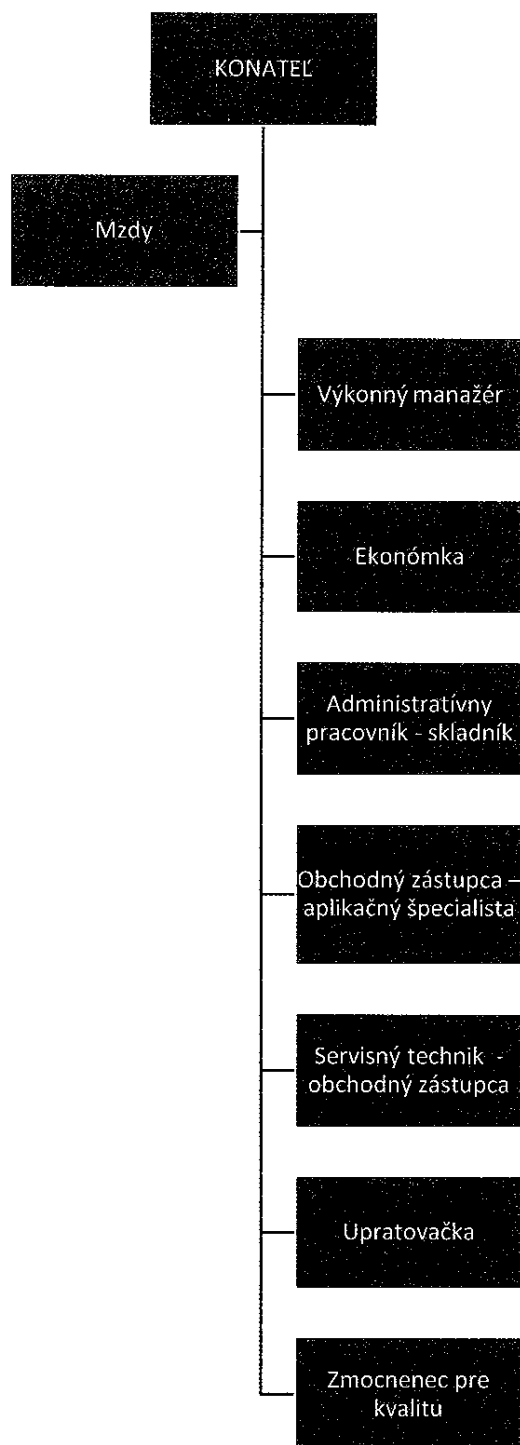 KONATEĽ
Mzdy
Výkonný manažér
Ekonómka
Administratívny
pracovník - skladník
Obchodný zástupca –
aplikačný špecialista
Servisný technik -
obchodný zástupca
Upratovačka
Zmocnenec pre
kvalitu